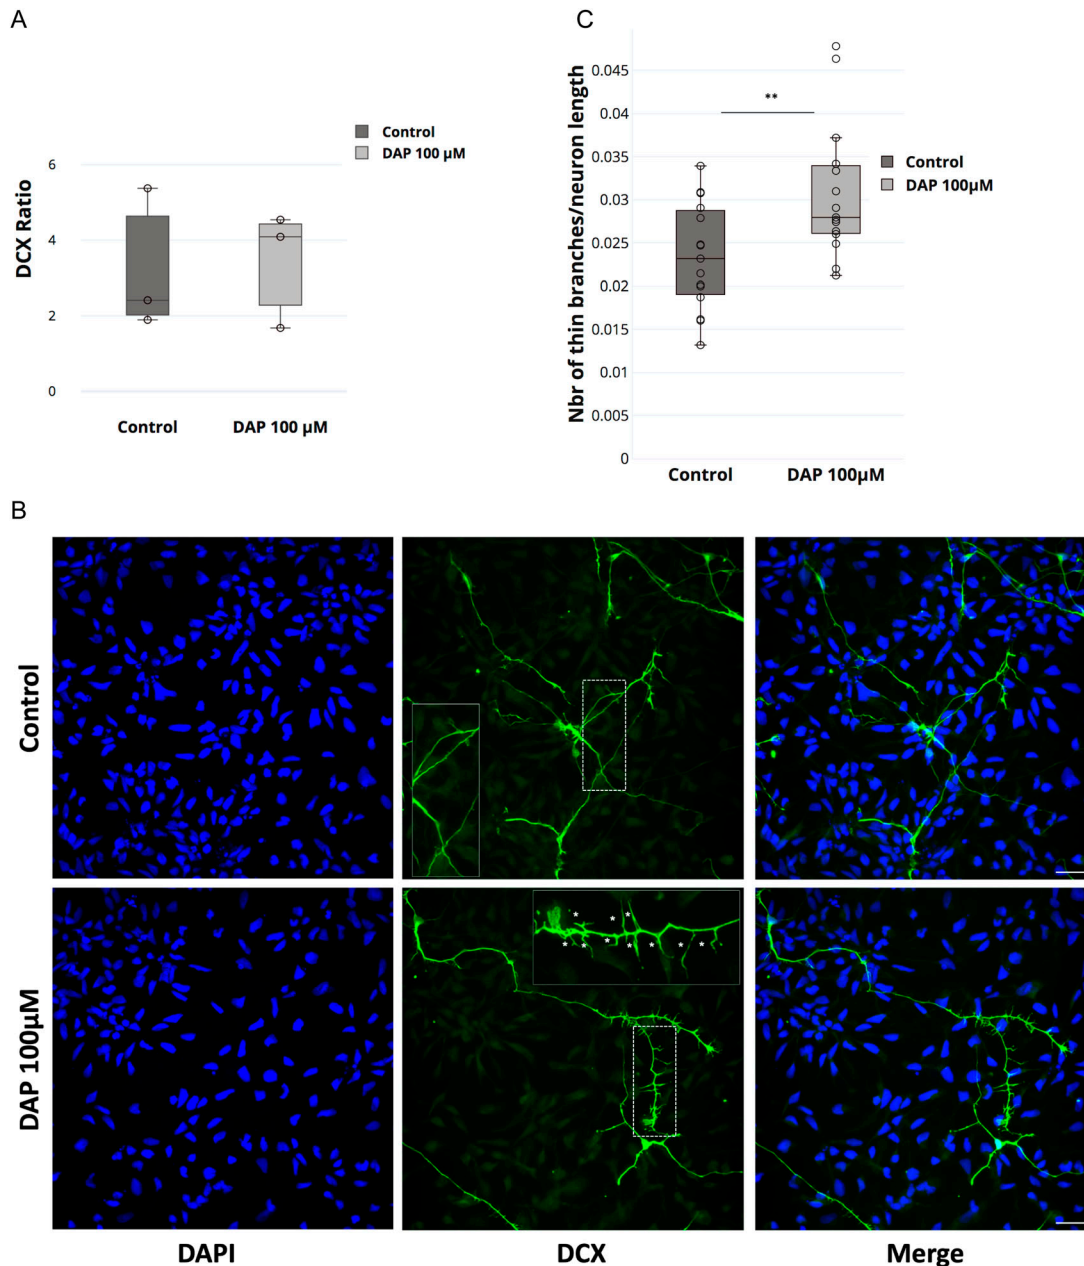 A
Control
DAP 100 μM
DCX Ratio
6
4
2
0
Control
DAP 100 μM
C
Nbr of thin branches/neuron length
0.045
0.04
0.035
0.03
0.025
0.02
0.015
0.01
0.005
0
**
Control
DAP 100μM
Control
DAP 100μM
B
Control
DAP 100μM
* * *
* * * * * * *
DAPI
DCX
Merge